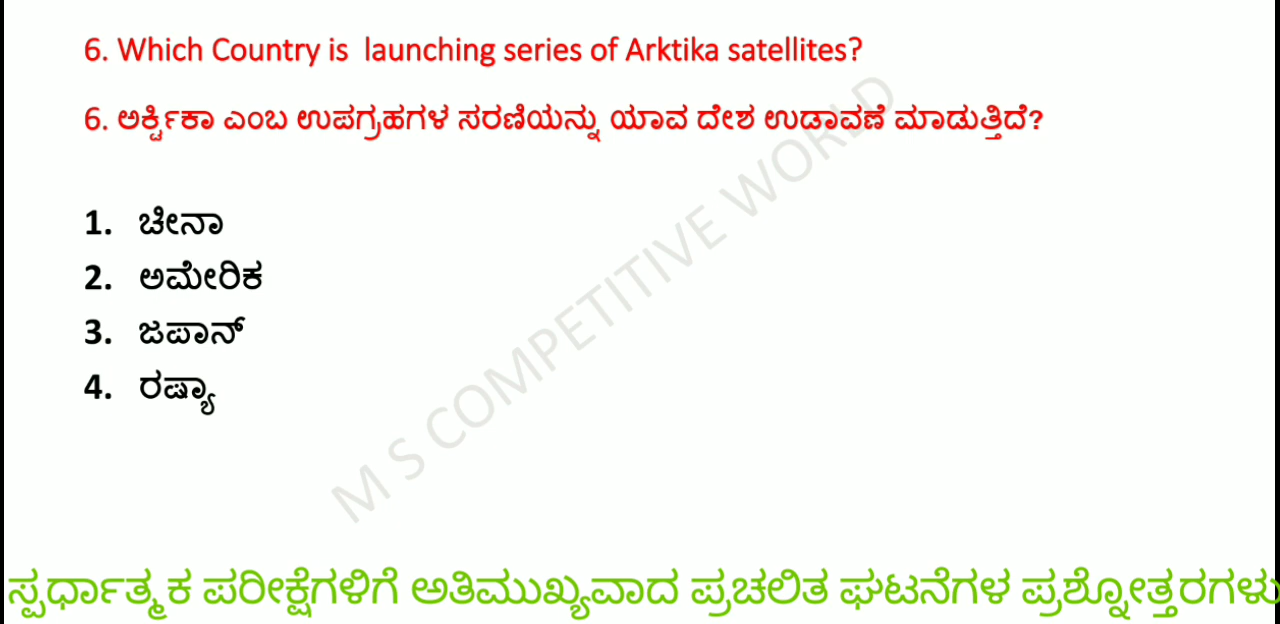 6. Which Country is launching series of Arktika satellites?
6. ಅರ್ಕ್ಟಿಕಾ ಎಂಬ ಉಪಗ್ರಹಗಳ ಸರಣಿಯನ್ನು ಯಾವ ದೇಶ ಉಡಾವಣೆ ಮಾಡುತ್ತಿದೆ?
1. ಚೀನಾ
2. ಅಮೇರಿಕ
3. ಜಪಾನ್
4. ರಷ್ಯಾ
M S COMPETITIVE WORLD
ಸ್ಪರ್ಧಾತ್ಮಕ ಪರೀಕ್ಷೆಗಳಿಗೆ ಅತಿಮುಖ್ಯವಾದ ಪ್ರಚಲಿತ ಘಟನೆಗಳ ಪ್ರಶ್ನೋತ್ತರಗಳು